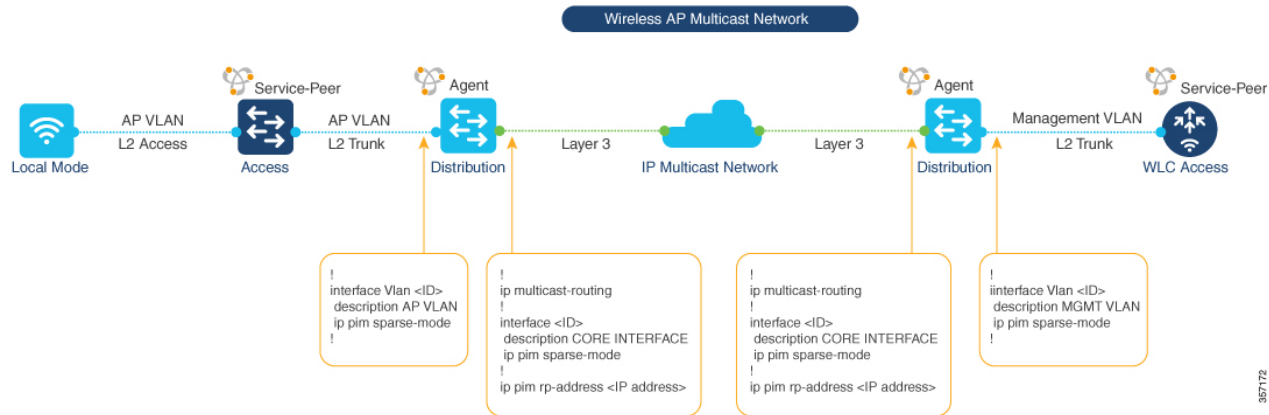 Wireless AP Multicast Network
Service-Peer
Agent
Agent
Service-Peer
AP VLAN
AP VLAN
Management VLAN
L2 Access
L2 Trunk
Layer 3
Layer 3
L2 Trunk
Local Mode
Access
Distribution
IP Multicast Network
Distribution
WLC Access
!
interface Vlan <ID>
description AP VLAN
ip pim sparse-mode
!
!
ip multicast-routing
!
interface <ID>
description CORE INTERFACE
ip pim sparse-mode
!
ip pim rp-address <IP address>
!
ip multicast-routing
!
interface <ID>
description CORE INTERFACE
ip pim sparse-mode
!
ip pim rp-address <IP address>
!
iinterface Vlan <ID>
description MGMT VLAN
ip pim sparse-mode
!
357172